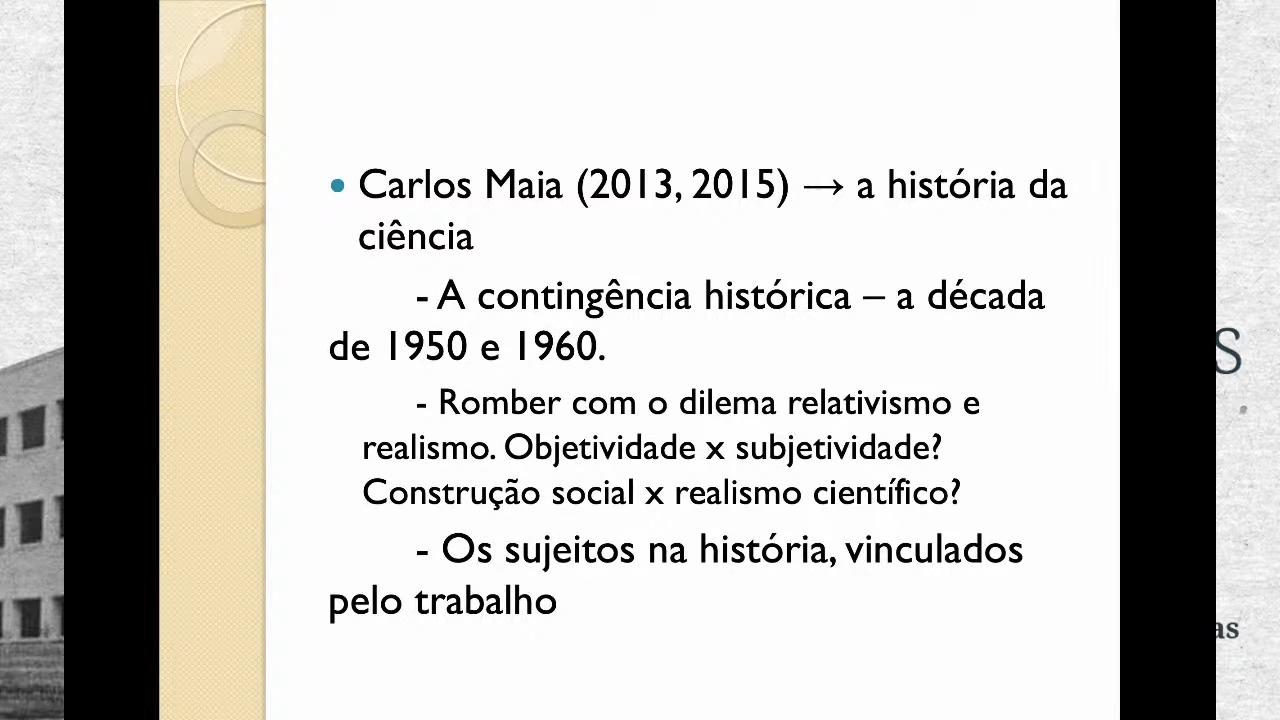 • Carlos Maia (2013, 2015) → a história da
ciência
- A contingência histórica – a década
de 1950 e 1960.
- Romber com o dilema relativismo e
realismo. Objetividade x subjetividade?
Construção social x realismo científico?
- Os sujeitos na história, vinculados
pelo trabalho
S
as